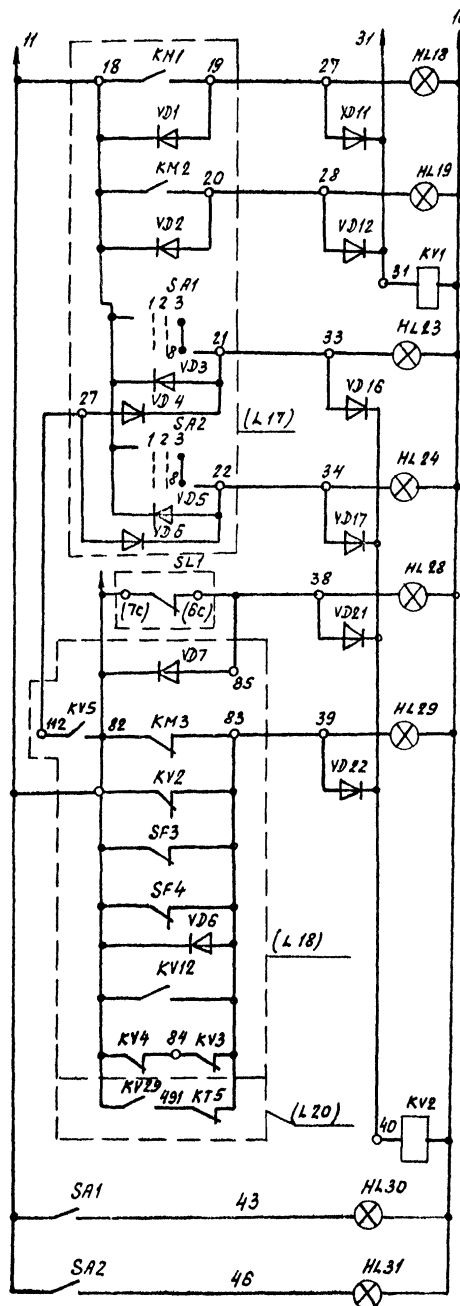 11
31
KM1
HL18
18
19
27
VD1
VD11
KM2
20
28
HL19
VD2
VD12
31
KV1
SA1
1 2 3
21
33
HL23
8
VD3
27
VD4
VD16
SA2
(L17)
1 2 3
22
34
HL24
8
VD5
VD6
VD17
SL1
38
HL28
(7C)
(6C)
VD21
VD7
85
KV5
112
82
KM3
83
39
HL29
KV2
VD22
SF3
SF4
VD6
(L18)
KV12
KV4
84
KV3
KV29
491
KT5
(L20)
40
KV2
SA1
43
HL30
SA2
46
HL31